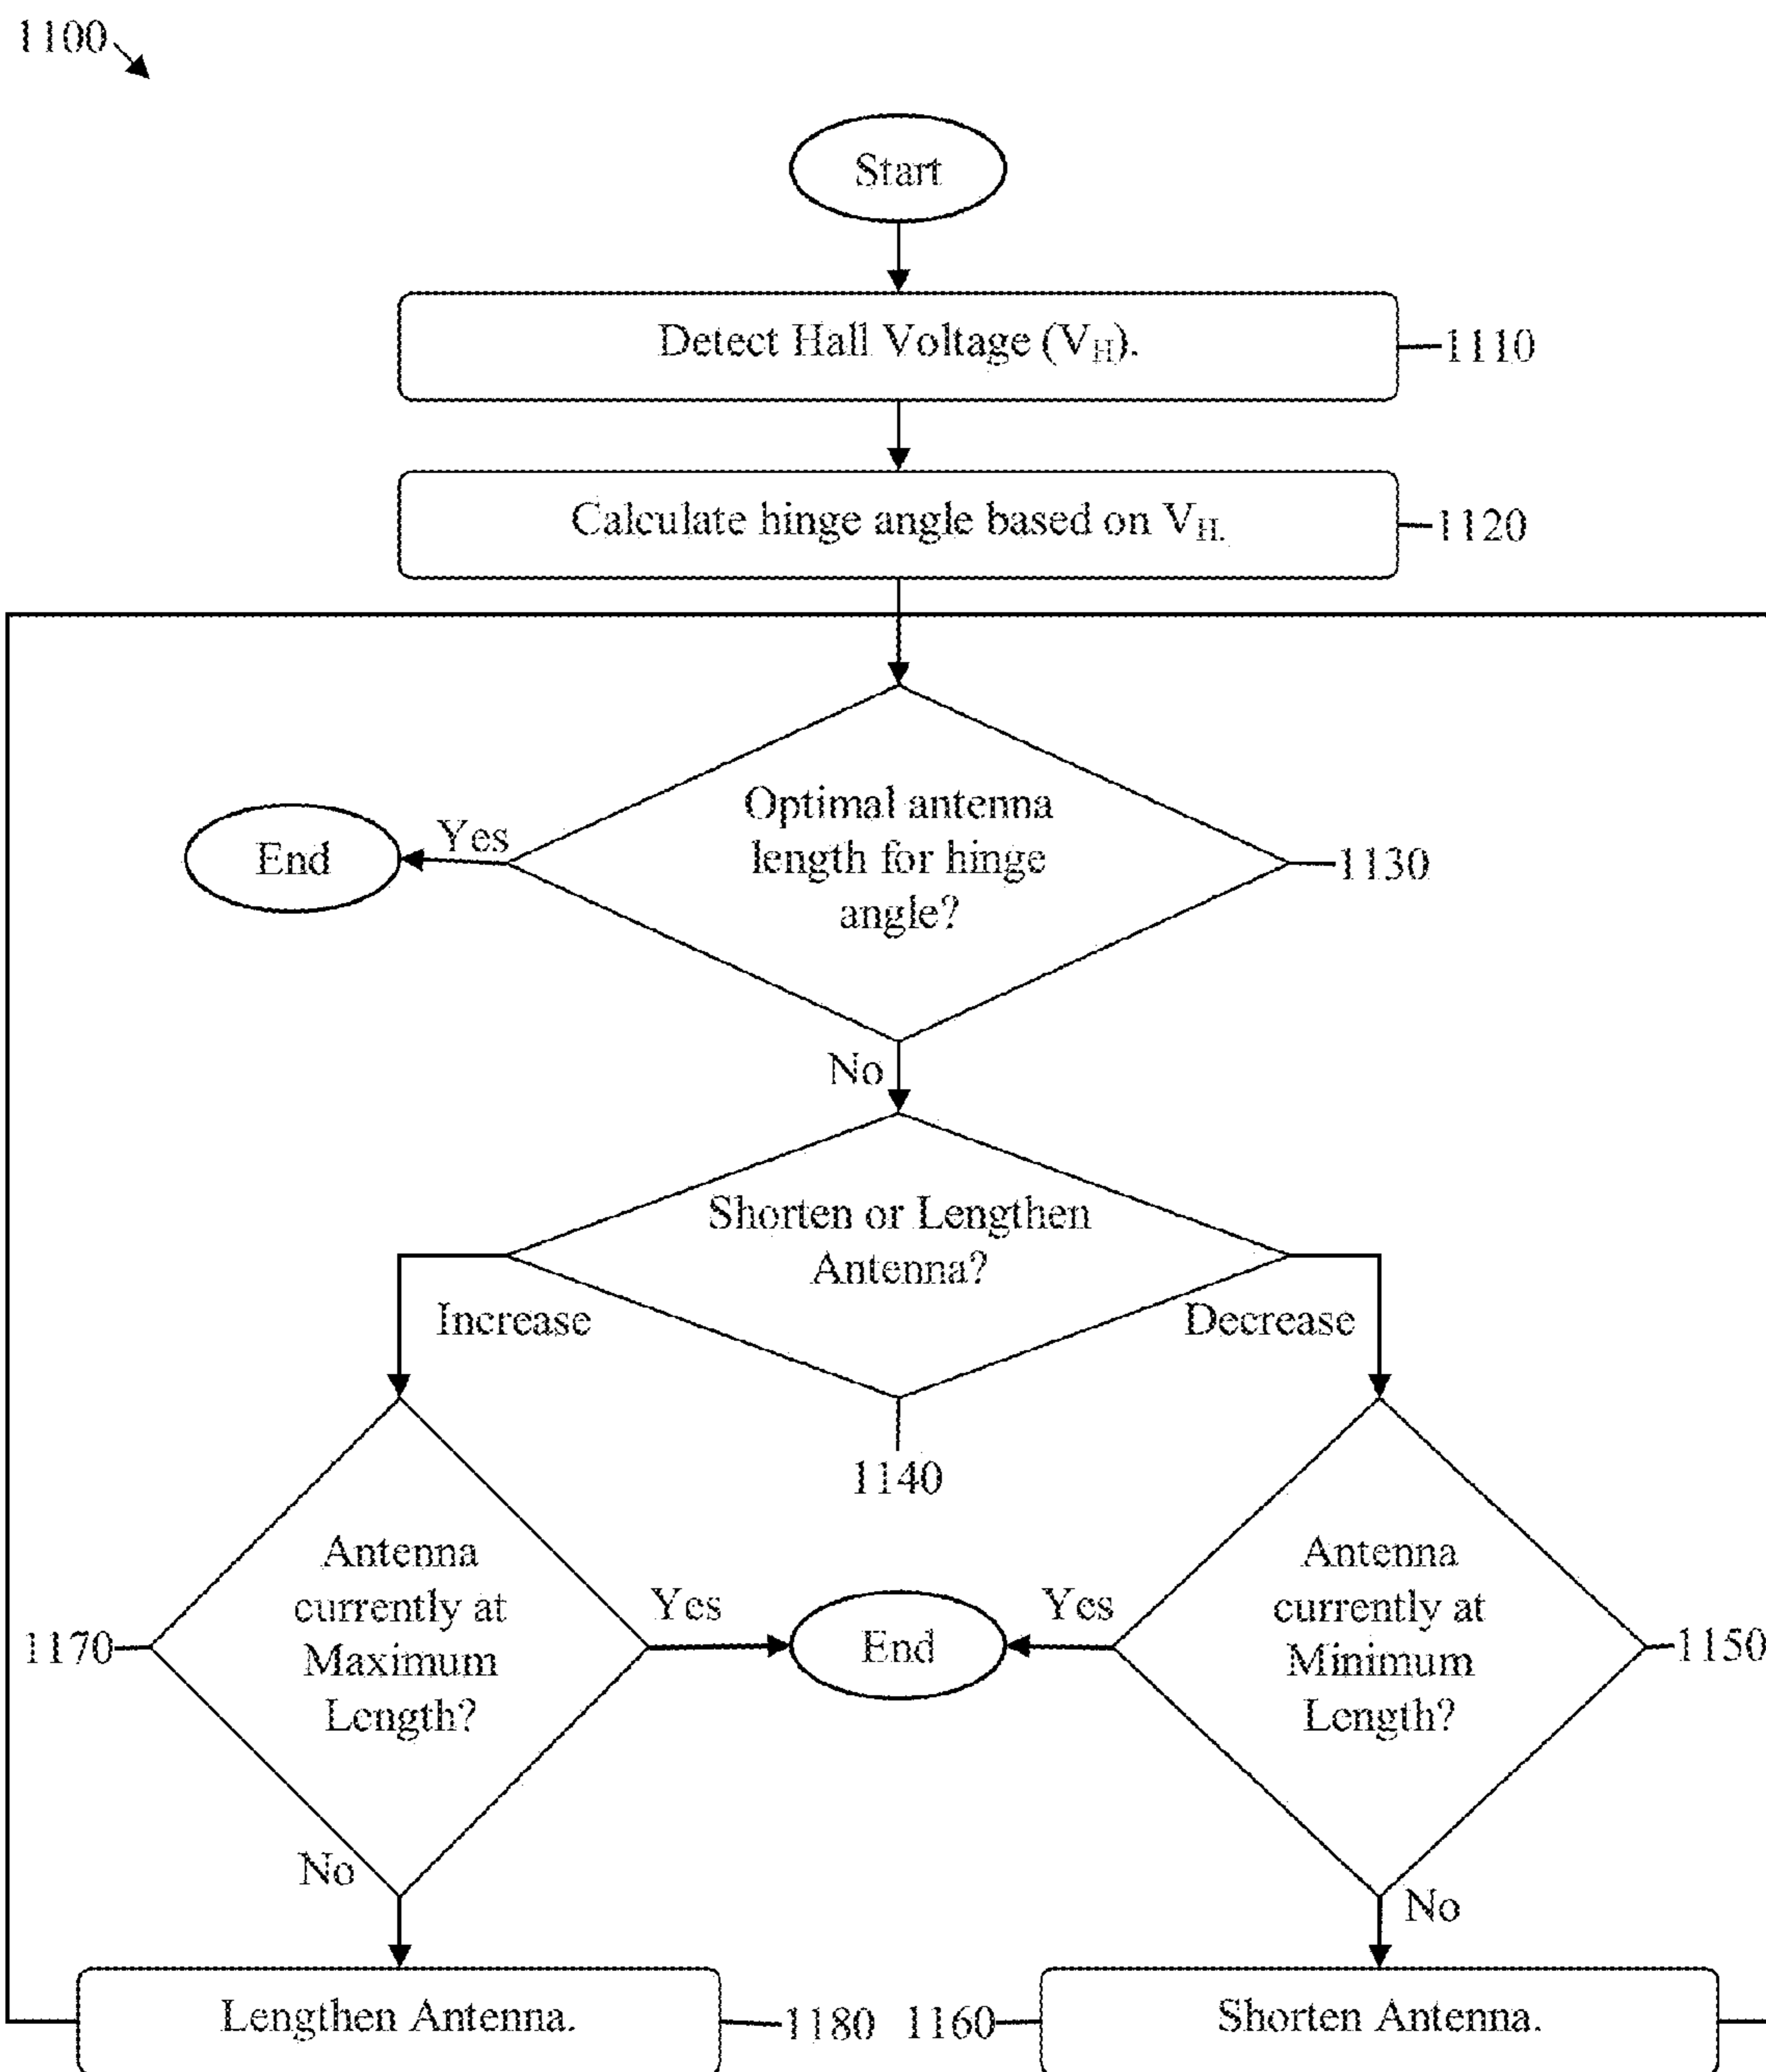 1100
Start
Detect Hall Voltage (VH).
1110
Calculate hinge angle based on VH.
1120
Optimal antenna
length for hinge
angle?
1130
Yes
End
No
Shorten or Lengthen
Antenna?
Increase
Decrease
1140
Antenna
currently at
Maximum
Length?
1170
Yes
End
Yes
Antenna
currently at
Minimum
Length?
1150
No
No
Lengthen Antenna.
1180
1160
Shorten Antenna.